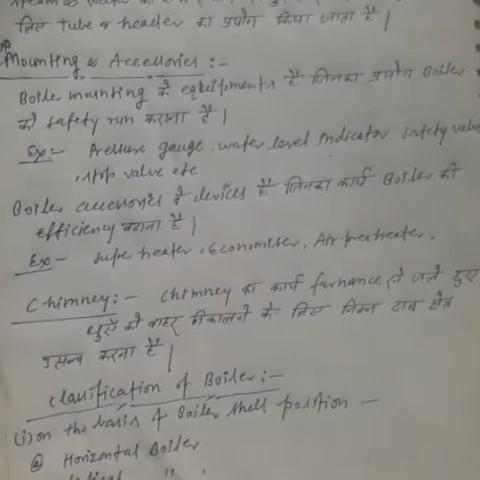 लिए Tube व header का प्रयोग किया जाता है|
Mounting & Accessories :-
Boiler mounting वे equipments है जिनका प्रयोग Boiler
को safety run कराना है|
Ex:- Pressure gauge, water level Indicator safety valve
, stop valve etc
Boiler accessories वे devices है जिनका कार्य Boiler की
efficiency बढाना है|
Ex- supe heater, Economiser, Air preheater.
Chimney :- Chimney का कार्य furnance से जले हुए
धुएँ को बाहर निकालने के लिए निम्न दाब क्षेत्र
उत्पन्न करना है|
Classification of Boiler :-
(i) on the basis of Boiler shell position —
ⓐ Horizontal Boiler.